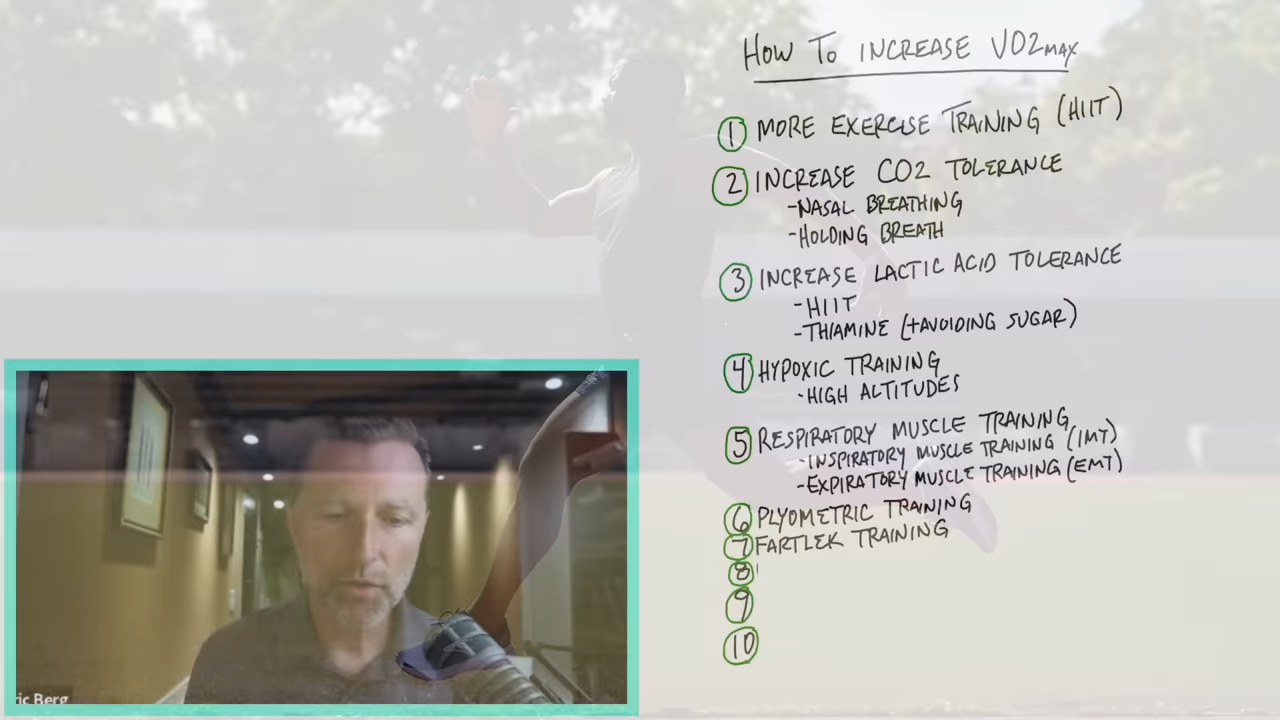 HOW TO INCREASE VO2MAX
1 MORE EXERCISE TRAINING (HIIT)
2 INCREASE CO2 TOLERANCE
-NASAL BREATHING
-HOLDING BREATH
3 INCREASE LACTIC ACID TOLERANCE
-HIIT
-THIAMINE (+AVOIDING SUGAR)
4 HYPOXIC TRAINING
-HIGH ALTITUDES
5 RESPIRATORY MUSCLE TRAINING
-INSPIRATORY MUSCLE TRAINING (IMT)
-EXPIRATORY MUSCLE TRAINING (EMT)
6 PLYOMETRIC TRAINING
7 FARTLEK TRAINING
8
9
10
ric Berg